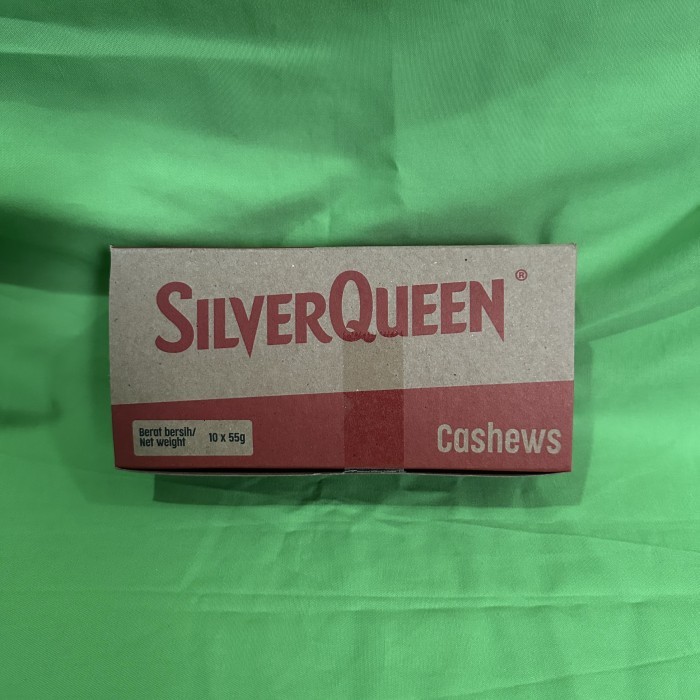 SILVERQUEEN®
Berat bersih/
Net weight 10 x 55g
Cashews